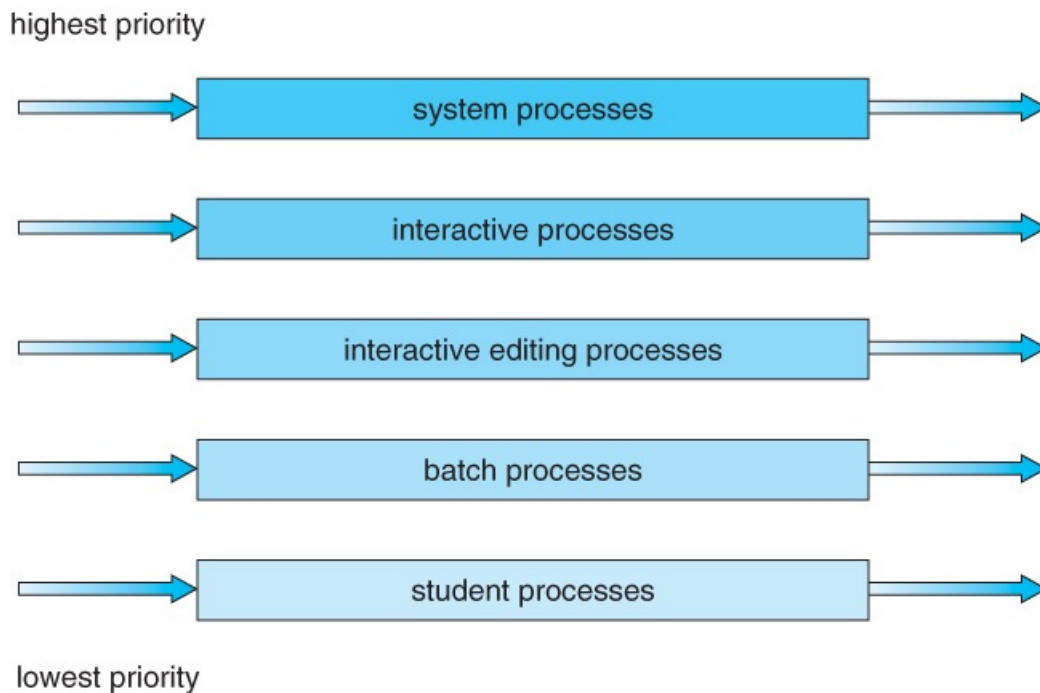 highest priority
system processes
interactive processes
interactive editing processes
batch processes
student processes
lowest priority